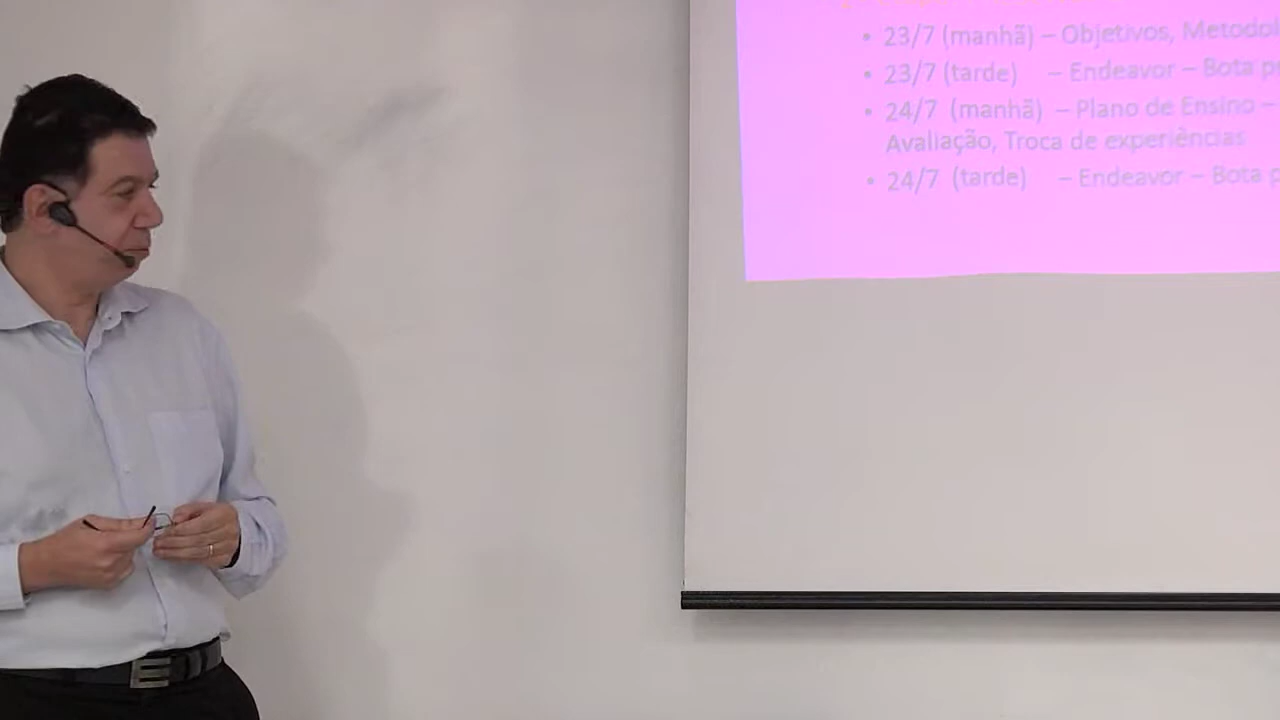 • 23/7 (manhã) – Objetivos, Metodol
• 23/7 (tarde) – Endeavor – Bota p
• 24/7 (manhã) – Plano de Ensino –
Avaliação, Troca de experiências
• 24/7 (tarde) – Endeavor – Bota p